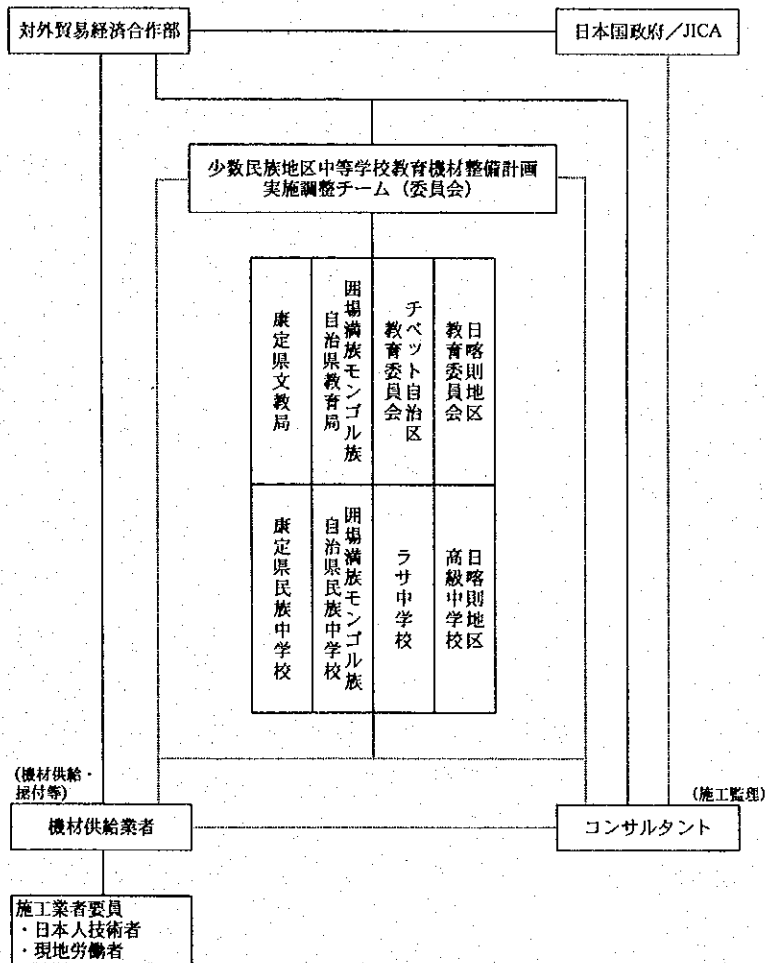 対外貿易経済合作部
日本国政府／JICA
少数民族地区中等学校教育機材整備計画
実施調整チーム（委員会）
日喀則地区
教育委員会
チベット自治区
教育委員会
囲場満族モンゴル族
自治県教育局
康定県文教局
日喀則地区
高級中学校
ラサ中学校
囲場満族モンゴル族
自治県民族中学校
康定県民族中学校
(機材供給・
据付等)
機材供給業者
(施工監理)
コンサルタント
施工業者要員
・日本人技術者
・現地労働者